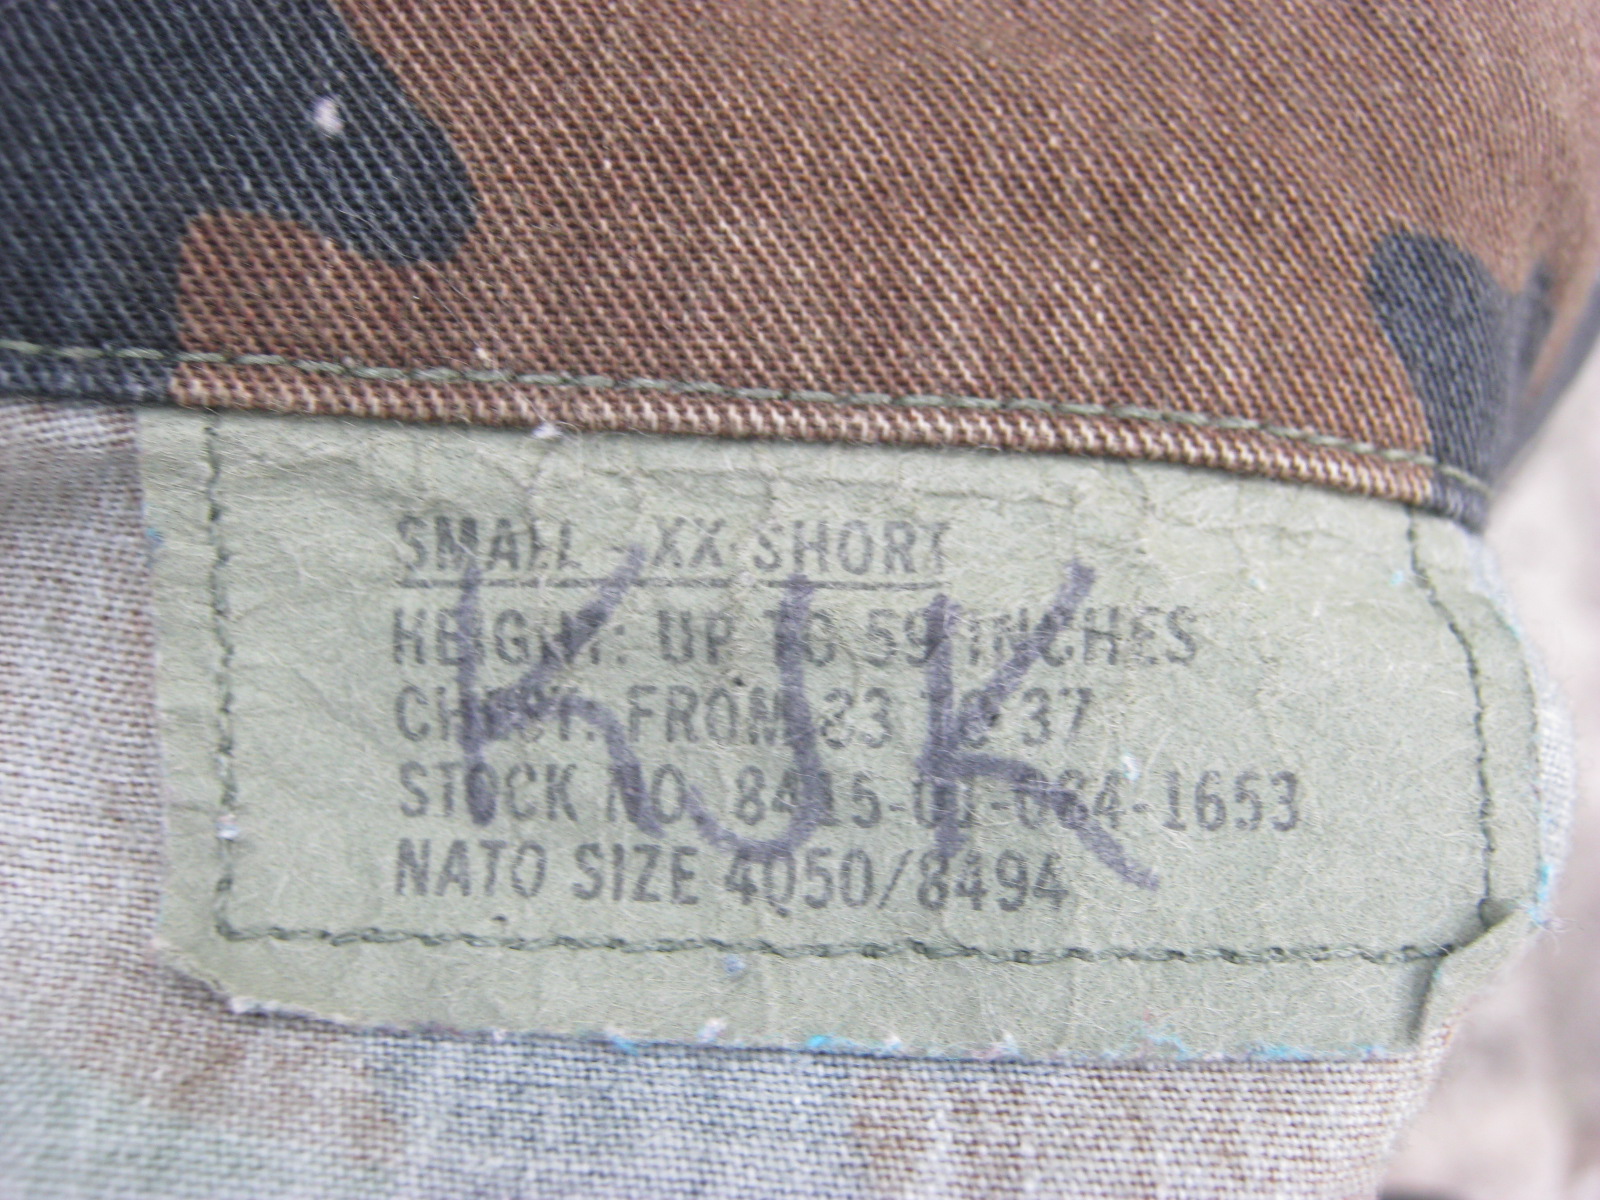 SMALL - XX SHORT
HEIGHT: UP TO 59 INCHES
CHEST: FROM 33 TO 37
STOCK NO. 8415-01-084-1653
NATO SIZE 4050/8494
KJK